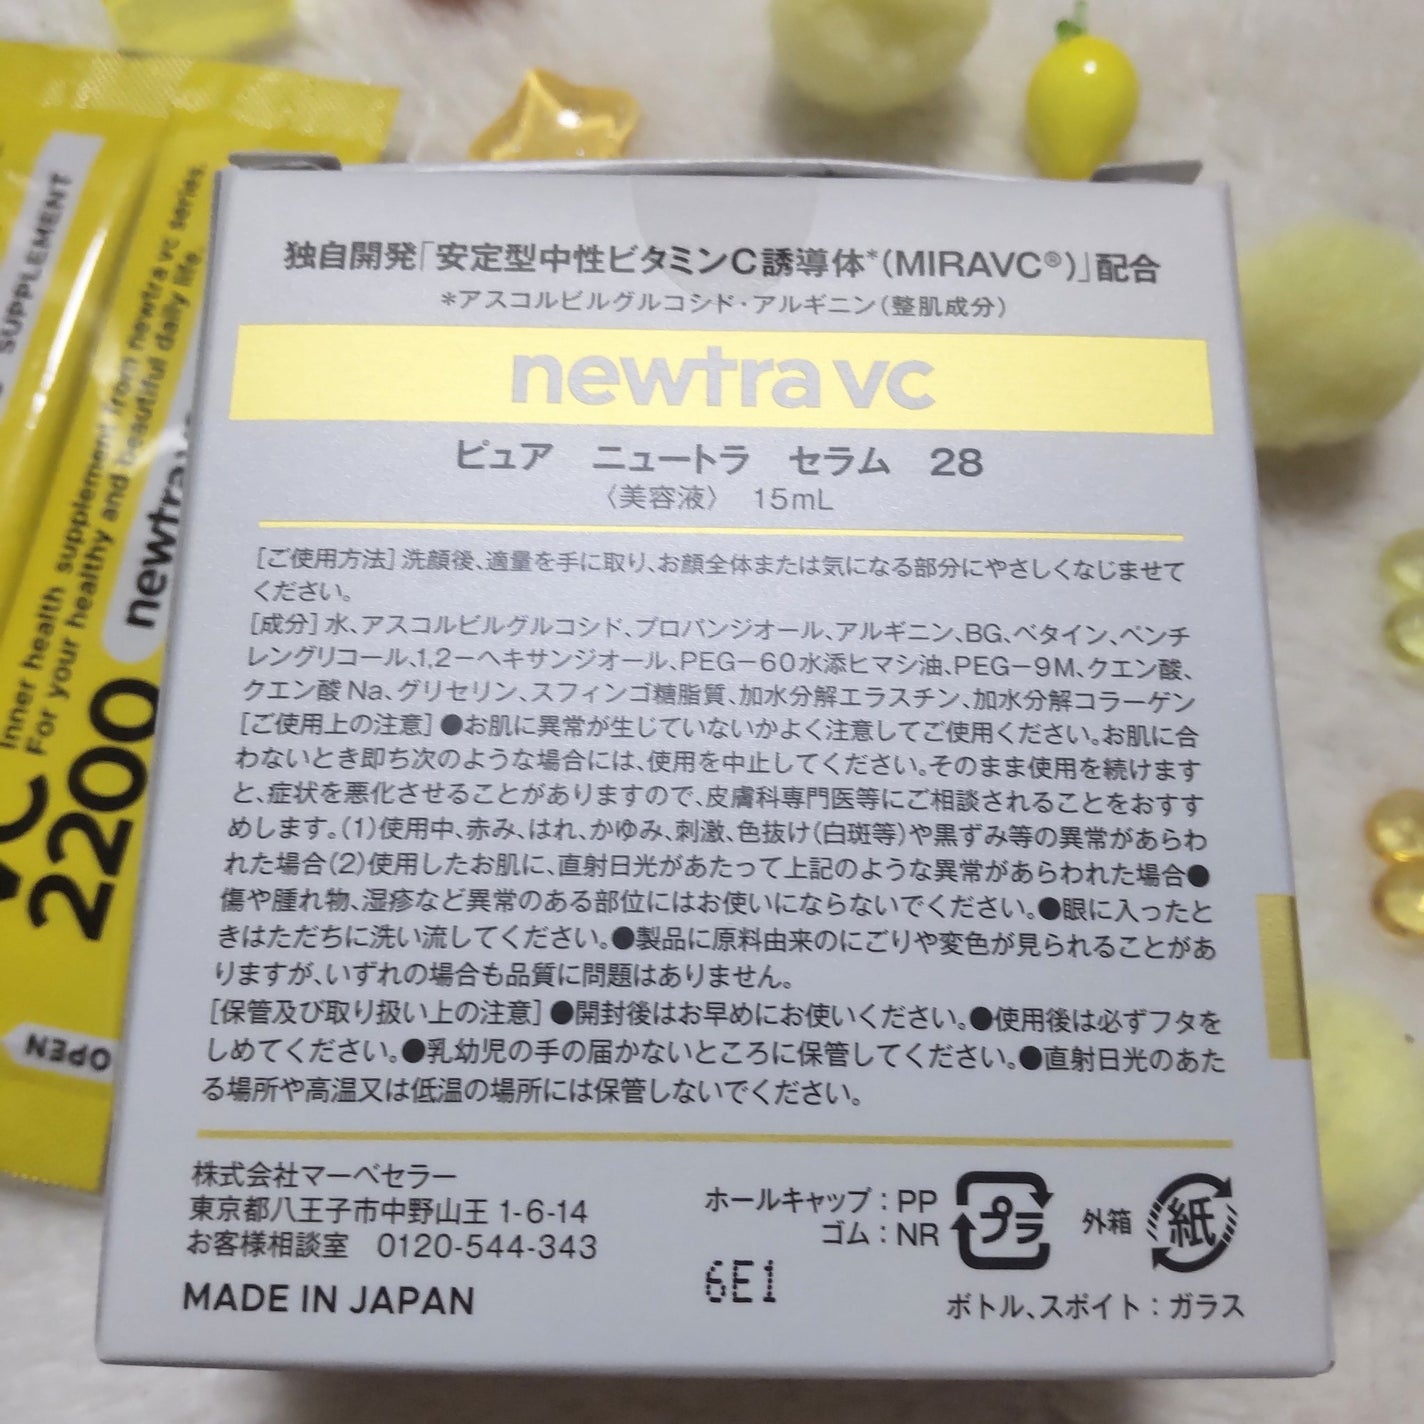 独自開発「安定型中性ビタミンC誘導体*(MIRAVC®)」配合
*アスコルビルグルコシド・アルギニン(整肌成分)
newtra vc
ピュア ニュートラ セラム 28
〈美容液〉 15mL
[ご使用方法]洗顔後、適量を手に取り、お顔全体または気になる部分にやさしくなじませて
ください。
[成分]水、アスコルビルグルコシド、プロパンジオール、アルギニン、BG、ベタイン、ペンチ
レングリコール、1,2-ヘキサンジオール、PEG-60水添ヒマシ油、PEG-9M、クエン酸、
クエン酸Na、グリセリン、スフィンゴ糖脂質、加水分解エラスチン、加水分解コラーゲン
[ご使用上の注意]●お肌に異常が生じていないかよく注意してご使用ください。お肌に合
わないとき即ち次のような場合には、使用を中止してください。そのまま使用を続けます
と、症状を悪化させることがありますので、皮膚科専門医等にご相談されることをおすす
めします。(1)使用中、赤み、はれ、かゆみ、刺激、色抜け(白斑等)や黒ずみ等の異常があらわ
れた場合(2)使用したお肌に、直射日光があたって上記のような異常があらわれた場合●
傷や腫れ物、湿疹など異常のある部位にはお使いにならないでください。●眼に入ったと
きはただちに洗い流してください。●製品に原料由来のにごりや変色が見られることがあ
りますが、いずれの場合も品質に問題はありません。
[保管及び取り扱い上の注意]●開封後はお早めにお使いください。●使用後は必ずフタを
しめてください。●乳幼児の手の届かないところに保管してください。●直射日光のあた
る場所や高温又は低温の場所には保管しないでください。
株式会社マーベセラー
東京都八王子市中野山王 1-6-14
お客様相談室 0120-544-343
MADE IN JAPAN
6E1
ホールキャップ：PP
ゴム：NR
プラ
外箱
紙
ボトル、スポイト：ガラス
SUPPLEMENT
Inner health supplement from newtra vc series.
For your healthy and beautiful daily life.
newtra
2200
OPEN